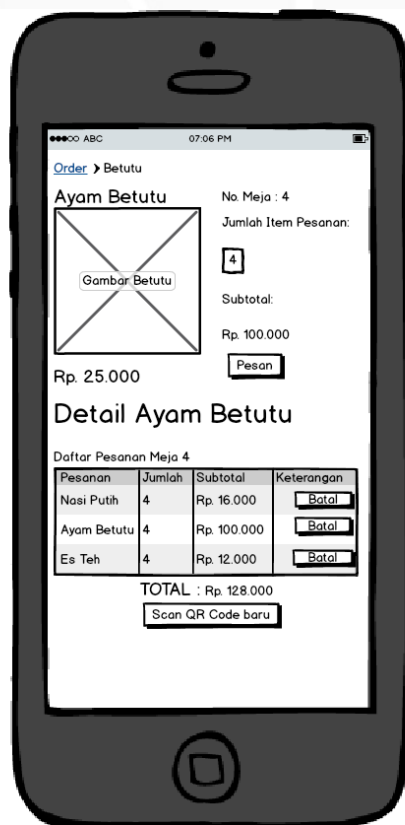 ABC 07:06 PM
Order > Betutu
Ayam Betutu
Gambar Betutu
Rp. 25.000
No. Meja : 4
Jumlah Item Pesanan:
4
Subtotal:
Rp. 100.000
Pesan
Detail Ayam Betutu
Daftar Pesanan Meja 4
Pesanan Jumlah Subtotal Keterangan
Nasi Putih 4 Rp. 16.000 Batal
Ayam Betutu 4 Rp. 100.000 Batal
Es Teh 4 Rp. 12.000 Batal
TOTAL : Rp. 128.000
Scan QR Code baru